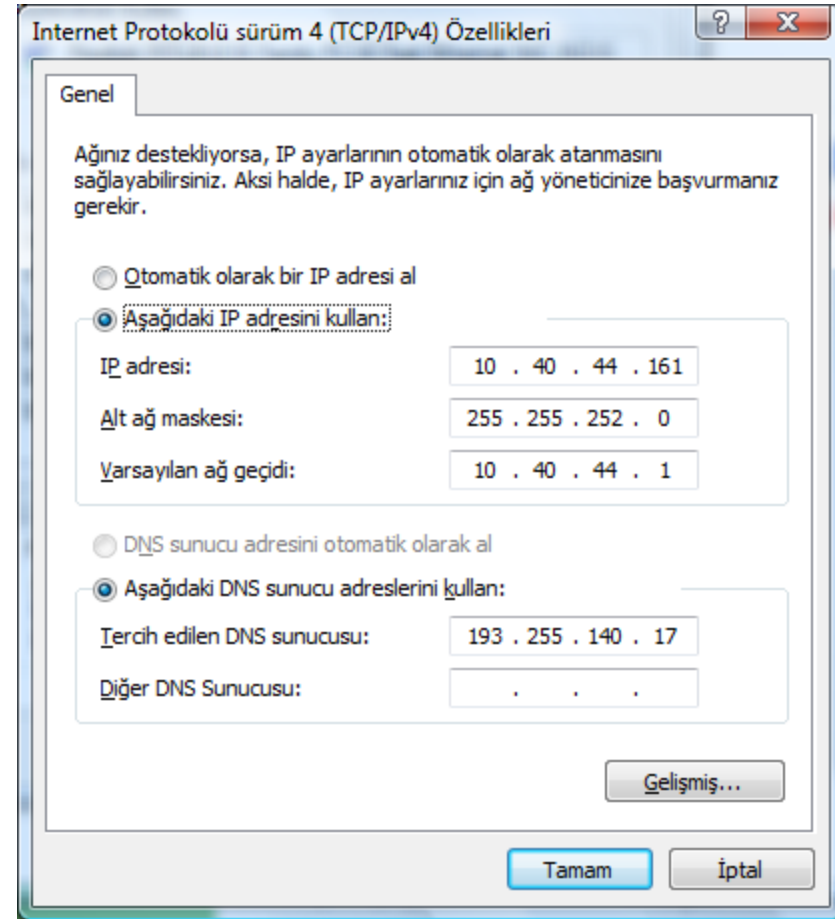 Internet Protokolü sürüm 4 (TCP/IPv4) Özellikleri
Genel
Ağınız destekliyorsa, IP ayarlarının otomatik olarak atanmasını
sağlayabilirsiniz. Aksi halde, IP ayarlarınız için ağ yöneticinize başvurmanız
gerekir.
Otomatik olarak bir IP adresi al
Aşağıdaki IP adresini kullan:
IP adresi: 10 . 40 . 44 . 161
Alt ağ maskesi: 255 . 255 . 252 . 0
Varsayılan ağ geçidi: 10 . 40 . 44 . 1
DNS sunucu adresini otomatik olarak al
Aşağıdaki DNS sunucu adreslerini kullan:
Tercih edilen DNS sunucusu: 193 . 255 . 140 . 17
Diğer DNS Sunucusu: . . .
Gelişmiş...
Tamam İptal